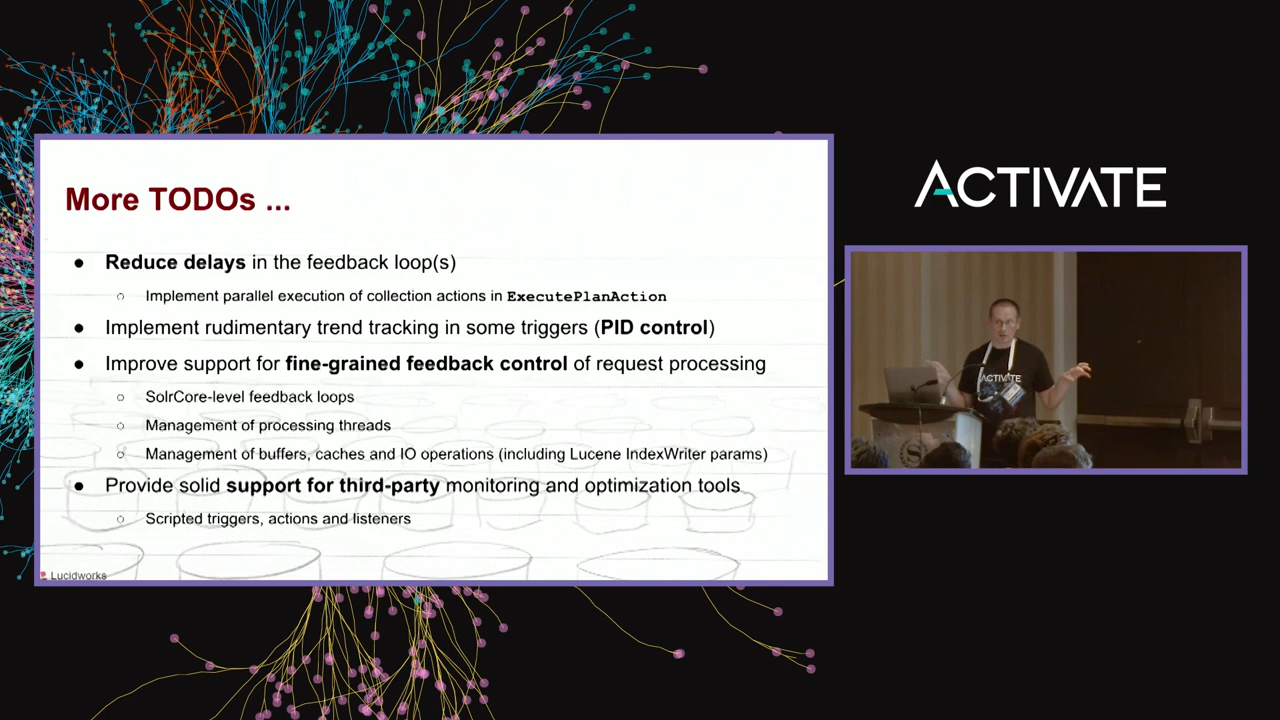 More TODOs ...
● Reduce delays in the feedback loop(s)
○ Implement parallel execution of collection actions in ExecutePlanAction
● Implement rudimentary trend tracking in some triggers (PID control)
● Improve support for fine-grained feedback control of request processing
○ SolrCore-level feedback loops
○ Management of processing threads
○ Management of buffers, caches and IO operations (including Lucene IndexWriter params)
● Provide solid support for third-party monitoring and optimization tools
○ Scripted triggers, actions and listeners
Lucidworks
ACTIVATE
ACTIVATE